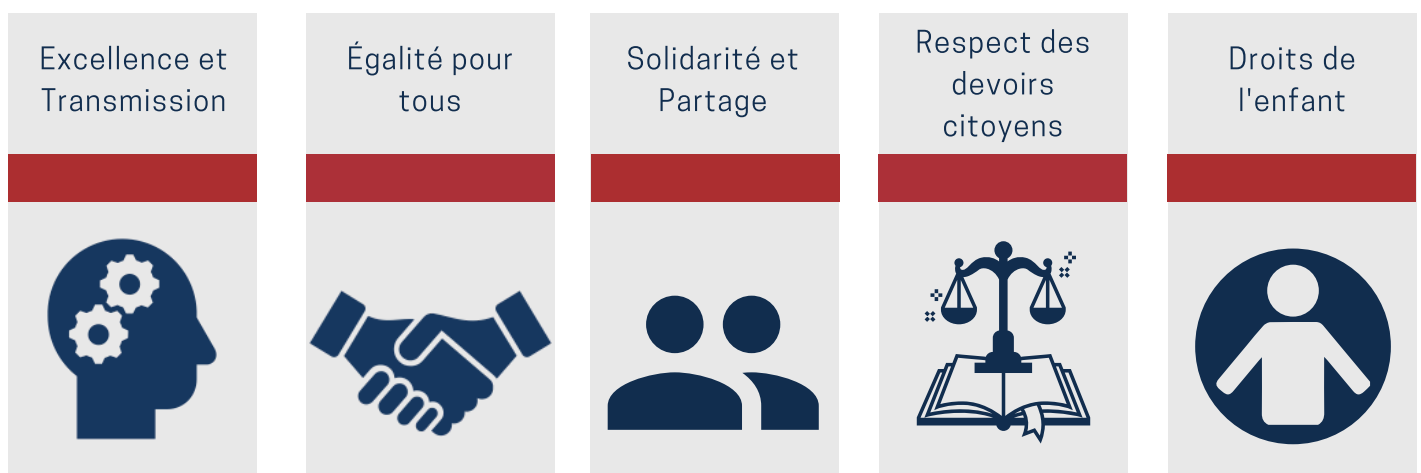 Excellence et
Transmission
Égalité pour
tous
Solidarité et
Partage
Respect des
devoirs
citoyens
Droits de
l'enfant